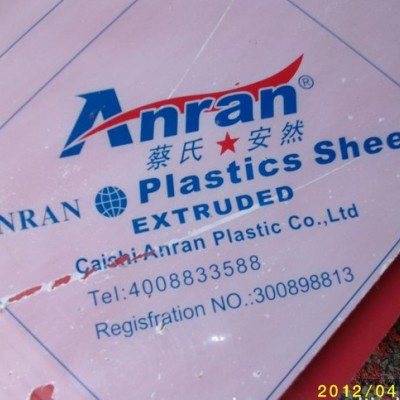 Anran®
蔡氏★安然
ANRAN Plastics Shee
EXTRUDED
Caishi Anran Plastic Co.,Ltd
Tel:4008833588
Regisfration NO.:300898813
2012/04